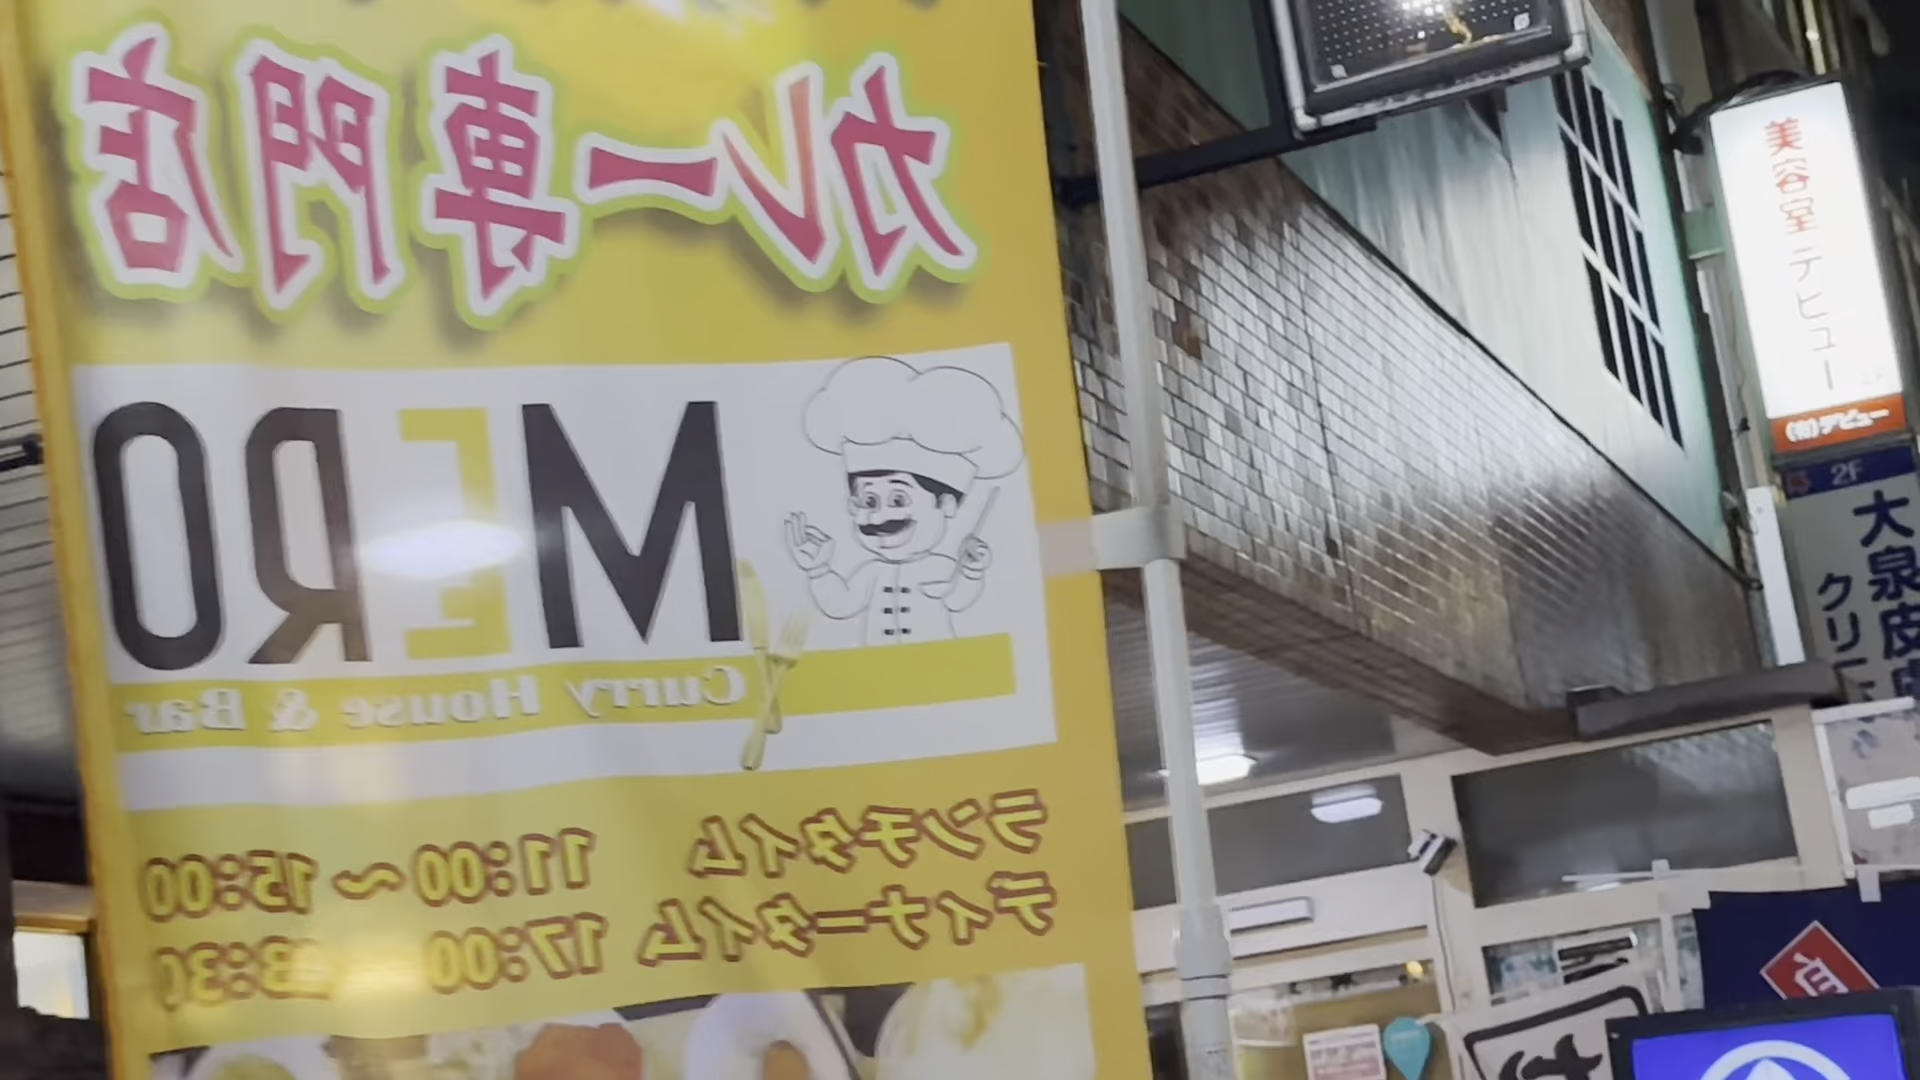 カレー専門店
MERO
Curry House & Bar
ランチタイム 11:00～15:00
ディナータイム 17:00～23:30
美容室 デビュー
(有)デビュー
2F
大泉皮
クリ